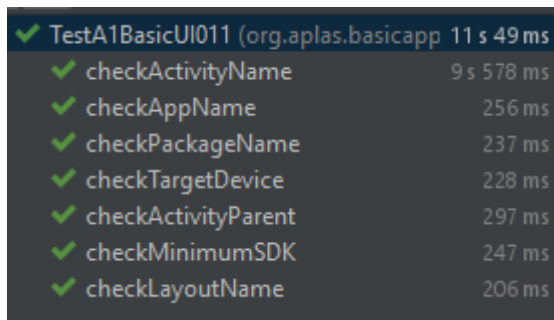 TestA1BasicUI011 (org.aplas.basicapp 11 s 49 ms
checkActivityName 9 s 578 ms
checkAppName 256 ms
checkPackageName 237 ms
checkTargetDevice 228 ms
checkActivityParent 297 ms
checkMinimumSDK 247 ms
checkLayoutName 206 ms